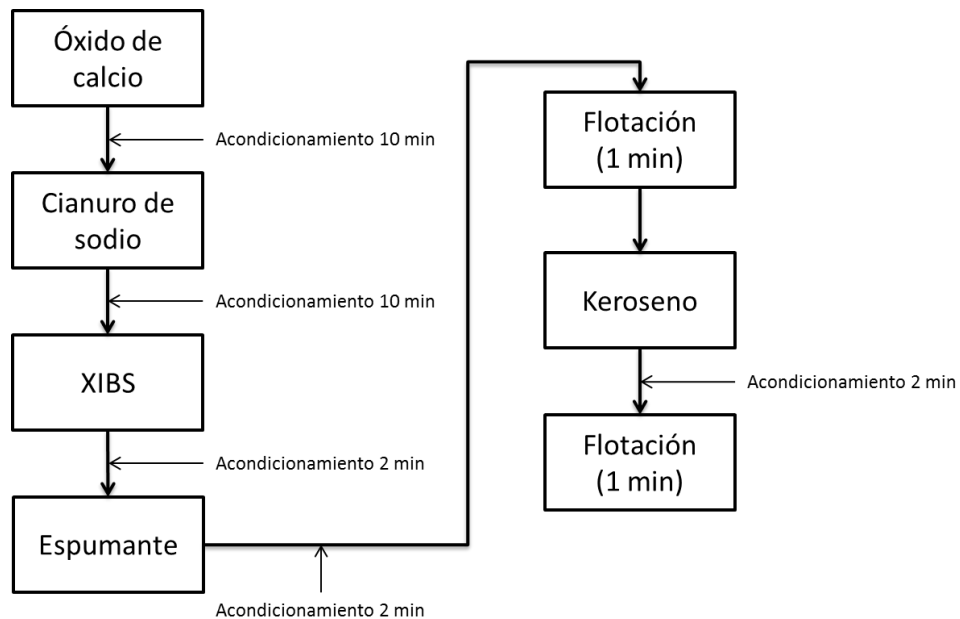 Óxido de
calcio
Acondicionamiento 10 min
Cianuro de
sodio
Acondicionamiento 10 min
XIBS
Acondicionamiento 2 min
Espumante
Acondicionamiento 2 min
Flotación
(1 min)
Keroseno
Acondicionamiento 2 min
Flotación
(1 min)